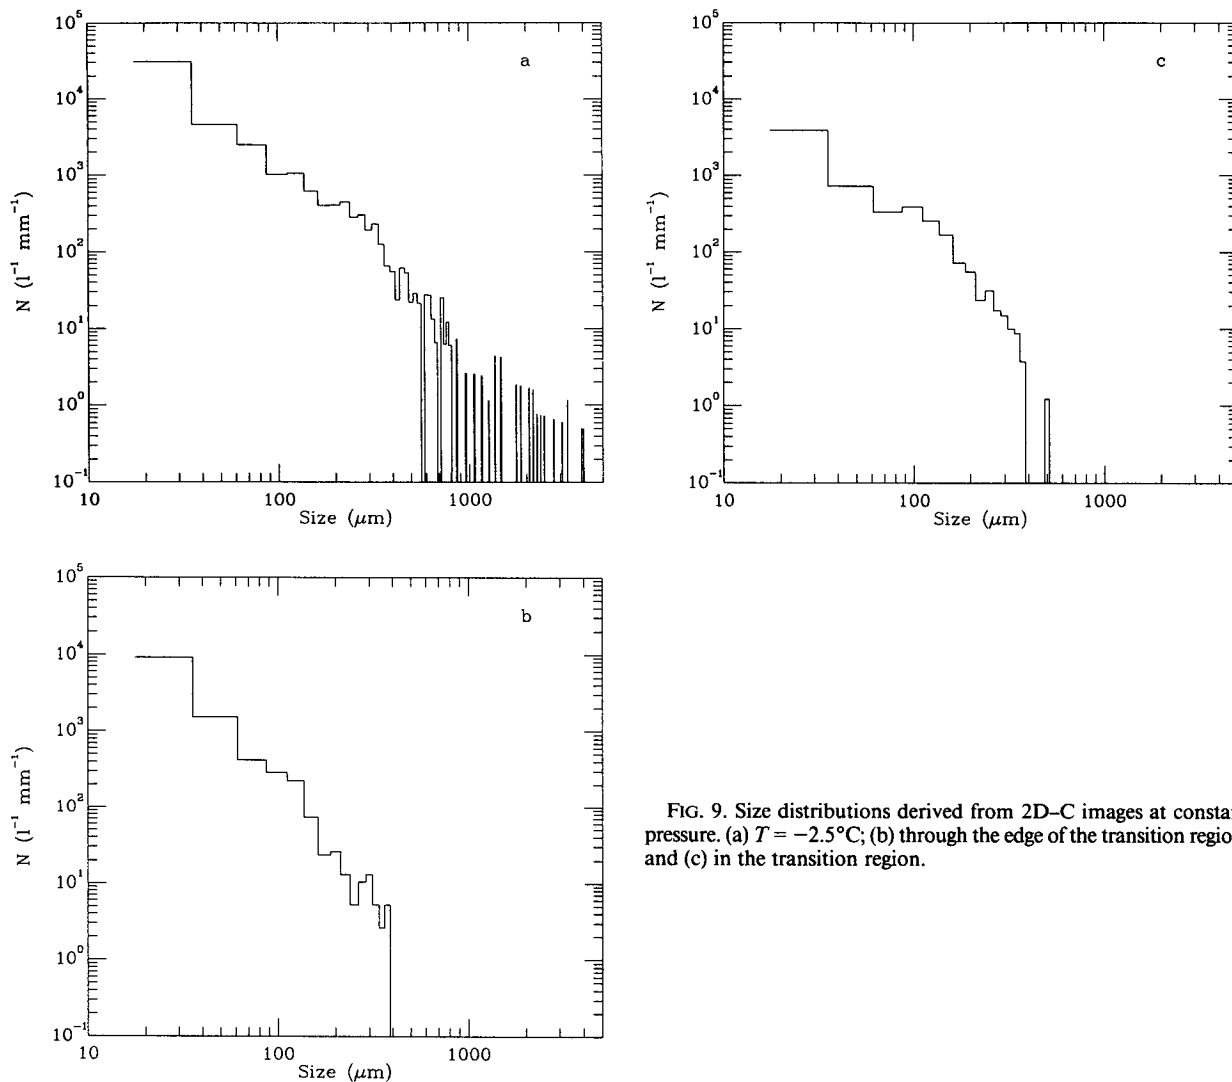 a
10⁵
10⁴
10³
10²
10¹
10⁰
10⁻¹
N (l⁻¹ mm⁻¹)
10
100
1000
Size (μm)
c
10⁵
10⁴
10³
10²
10¹
10⁰
10⁻¹
N (l⁻¹ mm⁻¹)
10
100
1000
Size (μm)
b
10⁵
10⁴
10³
10²
10¹
10⁰
10⁻¹
N (l⁻¹ mm⁻¹)
10
100
1000
Size (μm)
FIG. 9. Size distributions derived from 2D–C images at consta
pressure. (a) T = −2.5°C; (b) through the edge of the transition regio
and (c) in the transition region.